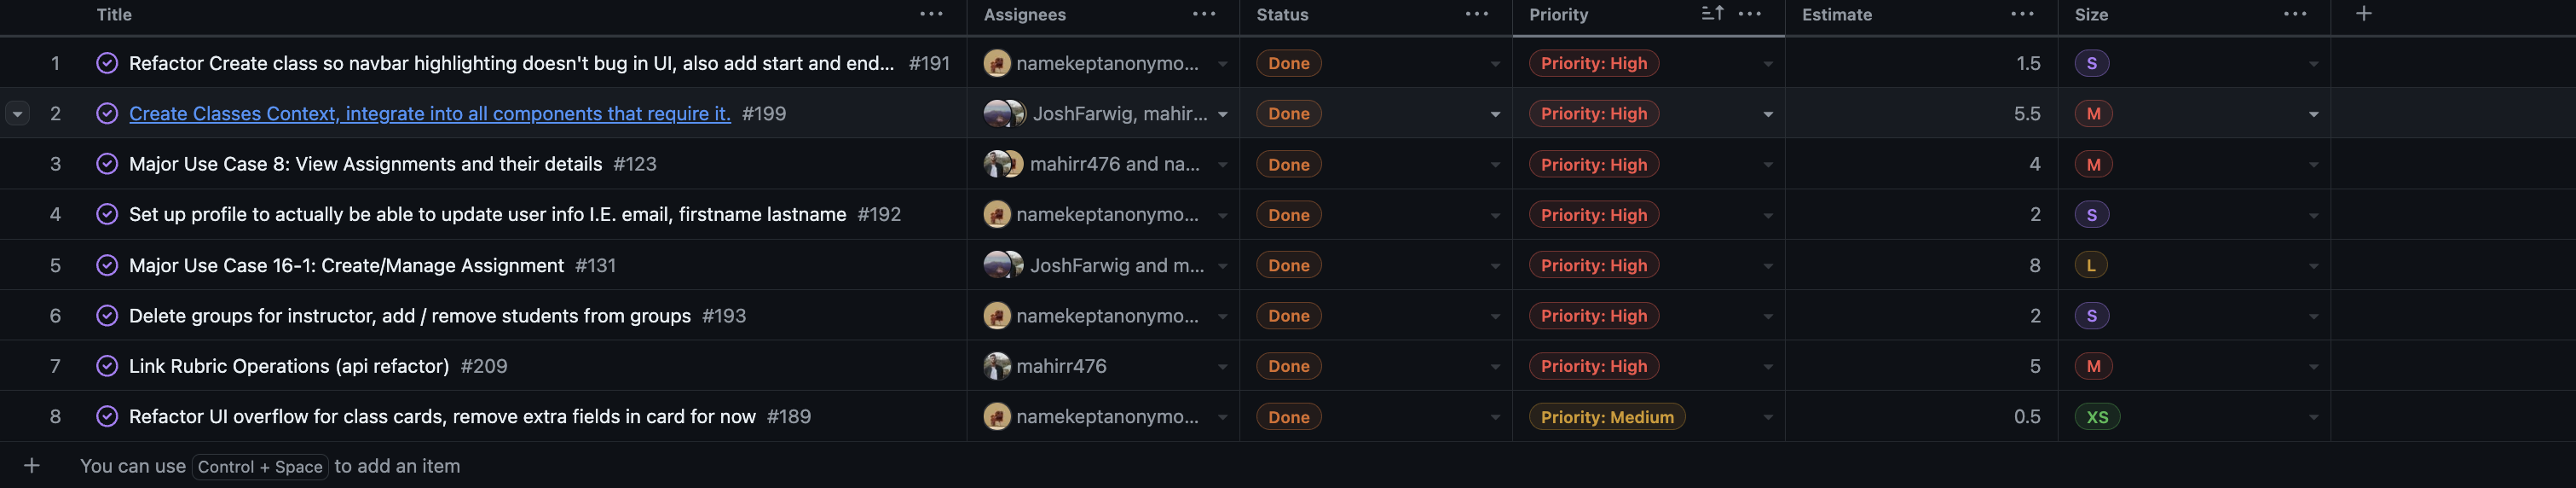 Title Assignees Status Priority Estimate Size
1 Refactor Create class so navbar highlighting doesn't bug in UI, also add start and end... #191 namekeptanonymo... Done Priority: High 1.5 S
2 Create Classes Context, integrate into all components that require it. #199 JoshFarwig, mahir... Done Priority: High 5.5 M
3 Major Use Case 8: View Assignments and their details #123 mahirr476 and na... Done Priority: High 4 M
4 Set up profile to actually be able to update user info I.E. email, firstname lastname #192 namekeptanonymo... Done Priority: High 2 S
5 Major Use Case 16-1: Create/Manage Assignment #131 JoshFarwig and m... Done Priority: High 8 L
6 Delete groups for instructor, add / remove students from groups #193 namekeptanonymo... Done Priority: High 2 S
7 Link Rubric Operations (api refactor) #209 mahirr476 Done Priority: High 5 M
8 Refactor UI overflow for class cards, remove extra fields in card for now #189 namekeptanonymo... Done Priority: Medium 0.5 XS
You can use Control + Space to add an item